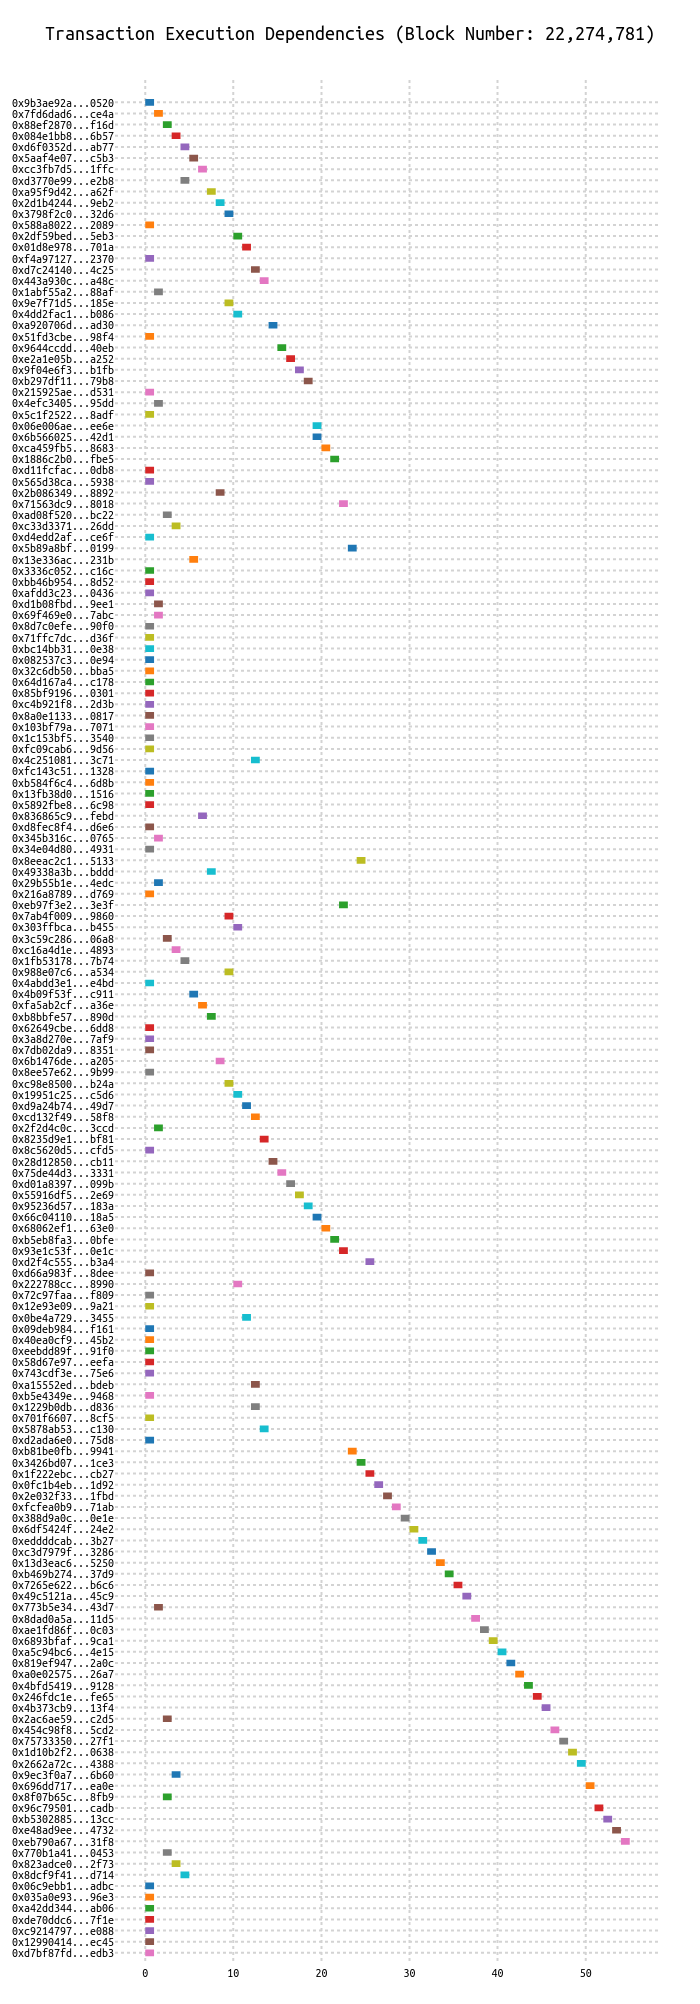 Transaction Execution Dependencies (Block Number: 22,274,781)
0x9b3ae92a...0520
0x7fd6dad6...ce4a
0x88ef2870...f16d
0x084e1bb8...6b57
0xd6f0352d...ab77
0x5aaf4e07...c5b3
0xcc3fb7d5...1ffc
0xd3770e99...e2b8
0xa95f9d42...a62f
0x2d1b4244...9eb2
0x3798f2c0...32d6
0x588a8022...2089
0x2df59bed...5eb3
0x01d8e978...701a
0xf4a97127...2370
0xd7c24140...4c25
0x443a930c...a48c
0x1abf55a2...88af
0x9e7f71d5...185e
0x4dd2fac1...b086
0xa920706d...ad30
0x51fd3cbe...98f4
0x9644ccdd...40eb
0xe2a1e05b...a252
0x9f04e6f3...b1fb
0xb297df11...79b8
0x215925ae...d531
0x4efc3405...95dd
0x5c1f2522...8adf
0x06e006ae...ee6e
0x6b566025...42d1
0xca459fb5...8683
0x1886c2b0...fbe5
0xd11fcfac...0db8
0x565d38ca...5938
0x2b086349...8892
0x71563dc9...8018
0xad08f520...bc22
0xc33d3371...26dd
0xd4edd2af...ce6f
0x5b89a8bf...0199
0x13e336ac...231b
0x3336c052...c16c
0xbb46b954...8d52
0xafdd3c23...0436
0xd1b08fbd...9ee1
0x69f469e0...7abc
0x8d7c0efe...90f0
0x71ffc7dc...d36f
0xbc14bb31...0e38
0x082537c3...0e94
0x32c6db50...bba5
0x64d167a4...c178
0x85bf9196...0301
0xc4b921f8...2d3b
0x8a0e1133...0817
0x103bf79a...7071
0x1c153bf5...3540
0xfc09cab6...9d56
0x4c251081...3c71
0xfc143c51...1328
0xb584f6c4...6d8b
0x13fb38d0...1516
0x5892fbe8...6c98
0x836865c9...febd
0xd8fec8f4...d6e6
0x345b316c...0765
0x34e04d80...4931
0x8eeac2c1...5133
0x49338a3b...bddd
0x29b55b1e...4edc
0x216a8789...d769
0xeb97f3e2...3e3f
0x7ab4f009...9860
0x303ffbca...b455
0x3c59c286...06a8
0xc16a4d1e...4893
0x1fb53178...7b74
0x988e07c6...a534
0x4abdd3e1...e4bd
0x4b09f53f...c911
0xfa5ab2cf...a36e
0xb8bbfe57...890d
0x62649cbe...6dd8
0x3a8d270e...7af9
0x7db02da9...8351
0x6b1476de...a205
0x8ee57e62...9b99
0xc98e8500...b24a
0x19951c25...c5d6
0xd9a24b74...49d7
0xcd132f49...58f8
0x2f2d4c0c...3ccd
0x8235d9e1...bf81
0x8c5620d5...cfd5
0x28d12850...cb11
0x75de44d3...3331
0xd01a8397...099b
0x55916df5...2e69
0x95236d57...183a
0x66c04110...18a5
0x68062ef1...63e0
0xb5eb8fa3...0bfe
0x93e1c53f...0e1c
0xd2f4c555...b3a4
0xd66a983f...8dee
0x222788cc...8990
0x72c97faa...f809
0x12e93e09...9a21
0x0be4a729...3455
0x09deb984...f161
0x40ea0cf9...45b2
0xeebdd89f...91f0
0x58d67e97...eefa
0x743cdf3e...75e6
0xa15552ed...bdeb
0xb5e4349e...9468
0x1229b0db...d836
0x701f6607...8cf5
0x5878ab53...c130
0xd2ada6e0...75d8
0xb81be0fb...9941
0x3426bd07...1ce3
0x1f222ebc...cb27
0x0fc1b4eb...1d92
0x2e032f33...1fbd
0xfcfea0b9...71ab
0x388d9a0c...0e1e
0x6df5424f...24e2
0xeddddcab...3b27
0xc3d7979f...3286
0x13d3eac6...5250
0xb469b274...37d9
0x7265e622...b6c6
0x49c5121a...45c9
0x773b5e34...43d7
0x8dad0a5a...11d5
0xae1fd86f...0c03
0x6893bfaf...9ca1
0xa5c94bc6...4e15
0x819ef947...2a0c
0xa0e02575...26a7
0x4bfd5419...9128
0x246fdc1e...fe65
0x4b373cb9...13f4
0x2ac6ae59...c2d5
0x454c98f8...5cd2
0x75733350...27f1
0x1d10b2f2...0638
0x2662a72c...4388
0x9ec3f0a7...6b60
0x696dd717...ea0e
0x8f07b65c...8fb9
0x96c79501...cadb
0xb5302885...13cc
0xe48ad9ee...4732
0xeb790a67...31f8
0x770b1a41...0453
0x823adce0...2f73
0x8dcf9f41...d714
0x06c9ebb1...adbc
0x035a0e93...96e3
0xa42dd344...ab06
0xde70ddc6...7f1e
0xc9214797...e088
0x12990414...ec45
0xd7bf87fd...edb3
0 10 20 30 40 50